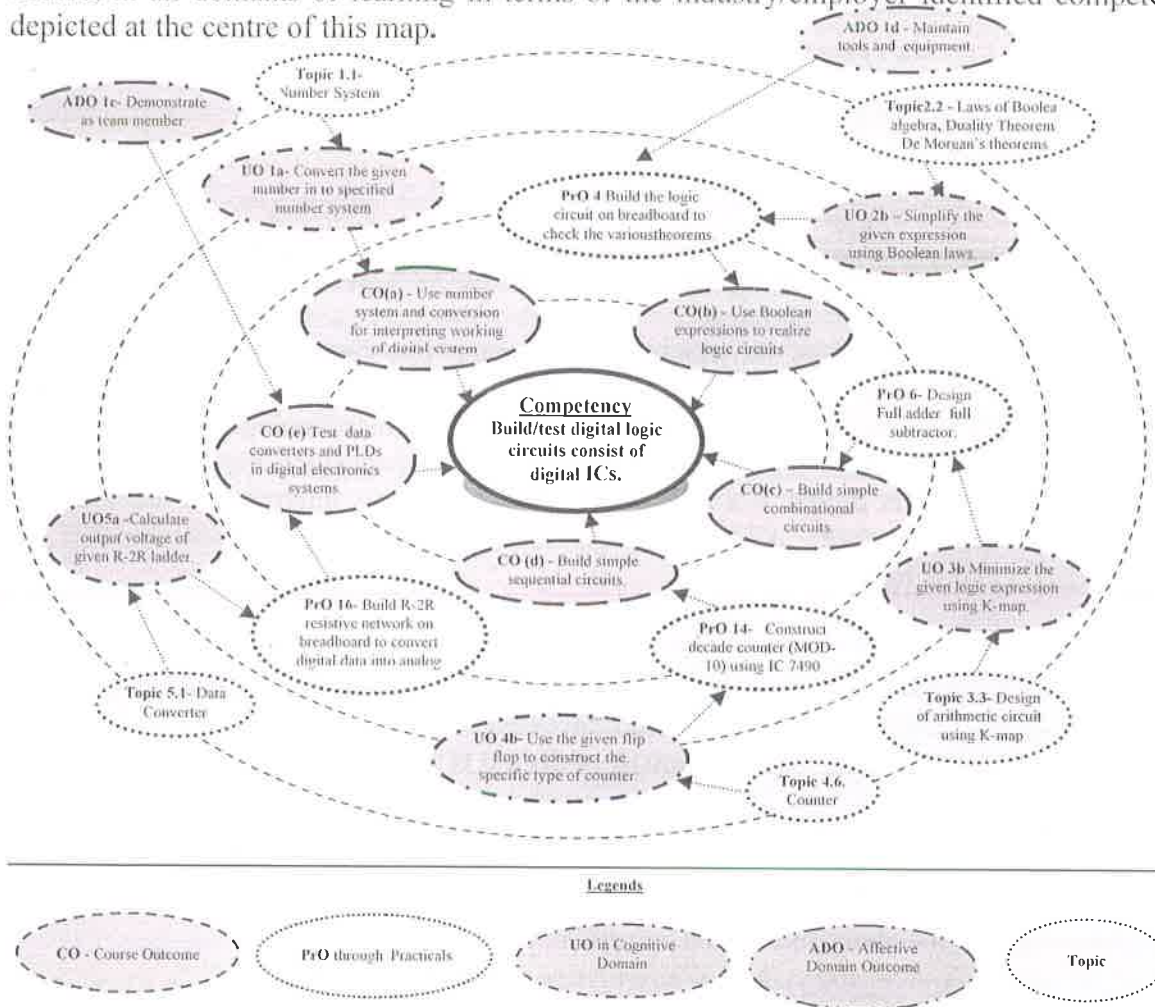 depicted at the centre of this map.
ADO 1d - Maintain
tools and equipment.
Topic 1.1-
Number System
ADO 1c- Demonstrate
as team member
Topic2.2 - Laws of Boolea
algebra, Duality Theorem
De Morgan's theorems
UO 1a- Convert the given
number in to specified
number system
PrO 4 Build the logic
circuit on breadboard to
check the varioustheorems
UO 2b – Simplify the
given expression
using Boolean laws.
CO(a) - Use number
system and conversion
for interpreting working
of digital system
CO(b) - Use Boolean
expressions to realize
logic circuits
PrO 6- Design
Full adder full
subtractor.
Competency
Build/test digital logic
circuits consist of
digital ICs.
CO (e) Test data
converters and PLDs
in digital electronics
systems.
CO(c) – Build simple
combinational
circuits.
UO5a -Calculate
output voltage of
given R-2R ladder.
CO (d) - Build simple
sequential circuits.
UO 3b Minimize the
given logic expression
using K-map.
PrO 16- Build R-2R
resistive network on
breadboard to convert
digital data into analog
PrO 14- Construct
decade counter (MOD-
10) using IC 7490
Topic 5.1- Data
Converter
Topic 3.3- Design
of arithmetic circuit
using K-map
UO 4b- Use the given flip
flop to construct the
specific type of counter.
Topic 4.6.
Counter
Legends
CO - Course Outcome
PrO through Practicals
UO in Cognitive
Domain
ADO - Affective
Domain Outcome
Topic